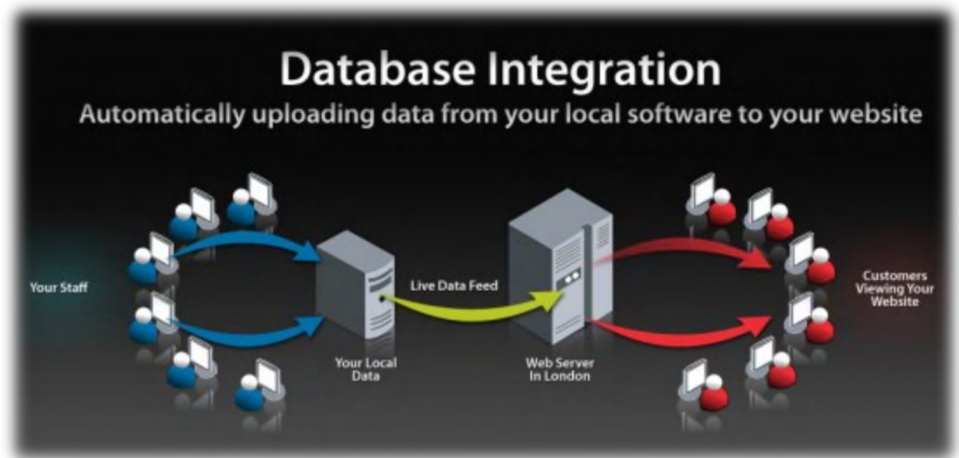 Database Integration
Automatically uploading data from your local software to your website
Your Staff
Live Data Feed
Customers
Viewing Your
Website
Your Local
Data
Web Server
In London